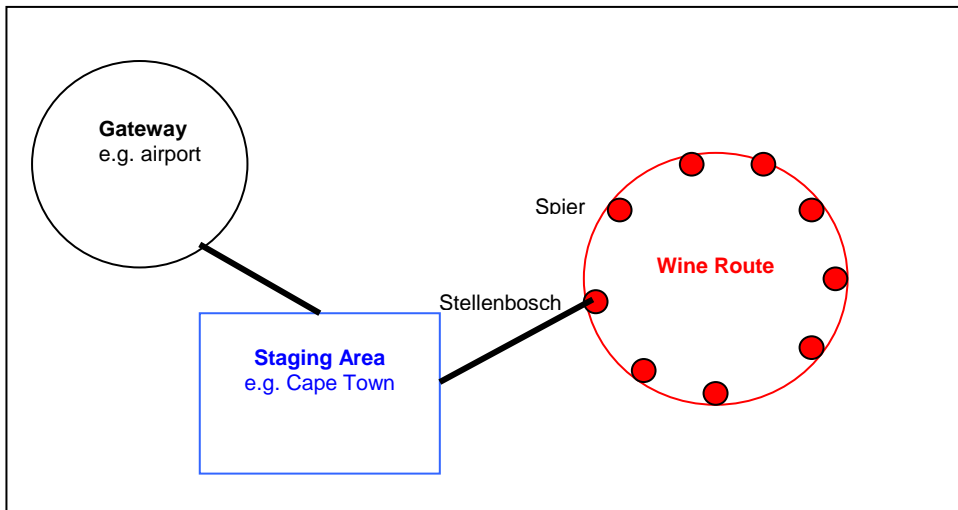 Gateway
e.g. airport
Spier
Wine Route
Stellenbosch
Staging Area
e.g. Cape Town